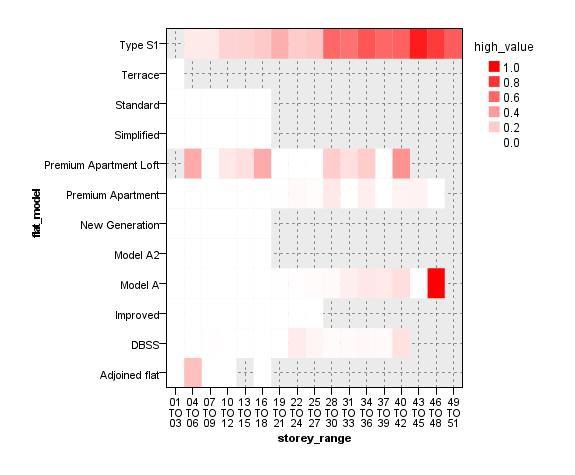 high_value
1.0
0.8
0.6
0.4
0.2
0.0
flat_model
Type S1
Terrace
Standard
Simplified
Premium Apartment Loft
Premium Apartment
New Generation
Model A2
Model A
Improved
DBSS
Adjoined flat
01 04 07 10 13 16 19 22 25 28 31 34 37 40 43 46 49
TO TO TO TO TO TO TO TO TO TO TO TO TO TO TO TO TO
03 06 09 12 15 18 21 24 27 30 33 36 39 42 45 48 51
storey_range